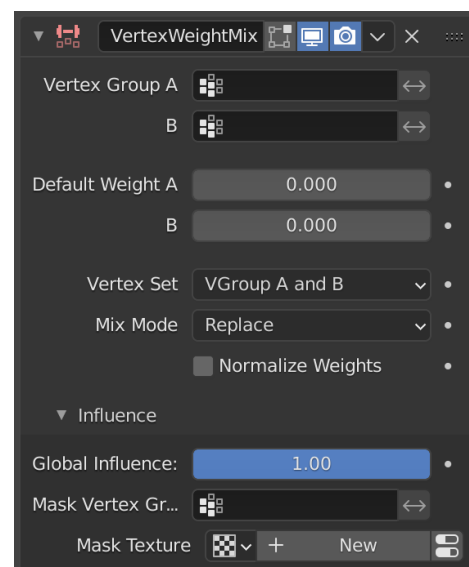 VertexWeightMix
Vertex Group A
B
Default Weight A 0.000
B 0.000
Vertex Set VGroup A and B
Mix Mode Replace
Normalize Weights
Influence
Global Influence: 1.00
Mask Vertex Gr...
Mask Texture New